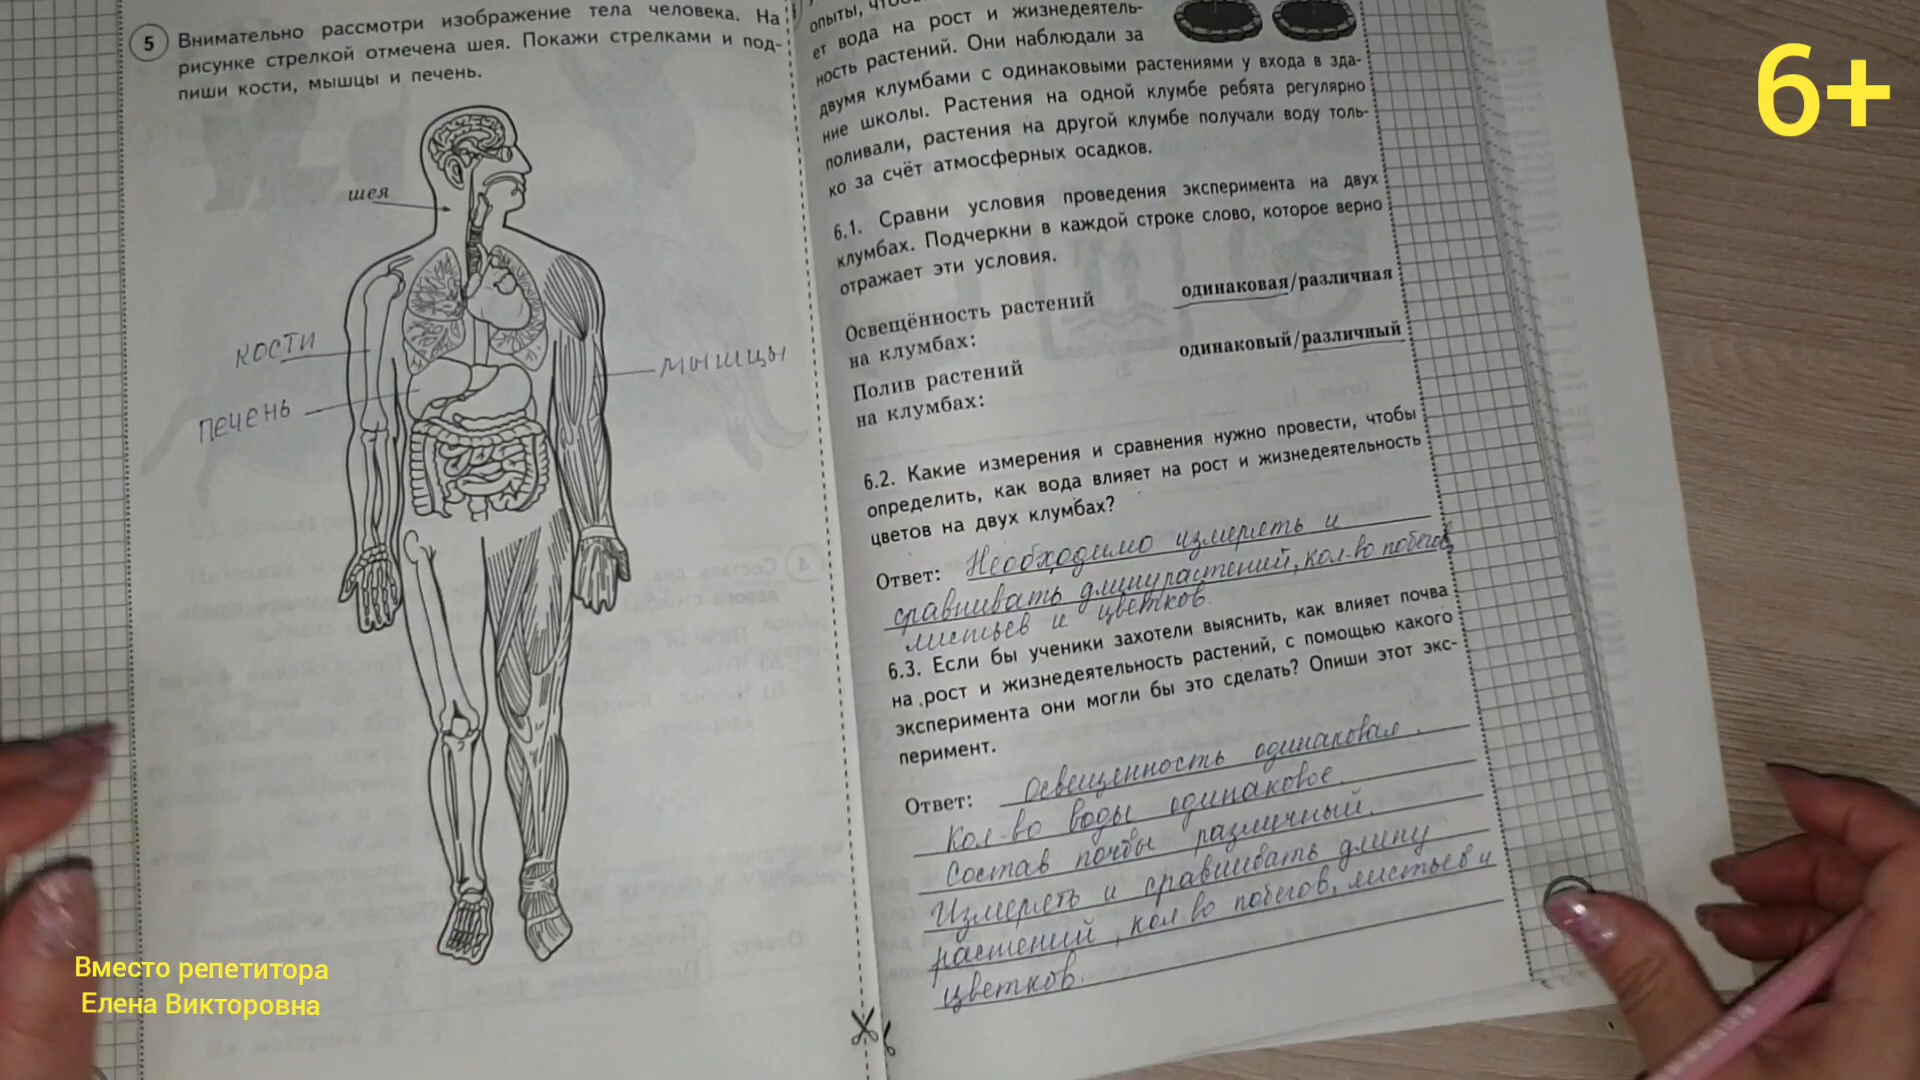 5 Внимательно рассмотри изображение тела человека. На
рисунке стрелкой отмечена шея. Покажи стрелками и под-
пиши кости, мышцы и печень.
шея
кости
мышцы
печень
опыты,
ет вода на рост и жизнедеятель-
ность растений. Они наблюдали за
двумя клумбами с одинаковыми растениями у входа в зда-
ние школы. Растения на одной клумбе ребята регулярно
поливали, растения на другой клумбе получали воду толь-
ко за счёт атмосферных осадков.
6.1. Сравни условия проведения эксперимента на двух
клумбах. Подчеркни в каждой строке слово, которое верно
отражает эти условия.
Освещённость растений одинаковая/различная
на клумбах:
Полив растений одинаковый/различный
на клумбах:
6.2. Какие измерения и сравнения нужно провести, чтобы
определить, как вода влияет на рост и жизнедеятельность
цветов на двух клумбах?
Ответ: Необходимо измерять и
сравнивать длину растений, кол-во побегов,
листьев и цветков.
6.3. Если бы ученики захотели выяснить, как влияет почва
на рост и жизнедеятельность растений, с помощью какого
эксперимента они могли бы это сделать? Опиши этот экс-
перимент.
Ответ: Освещенность одинаковая.
Кол-во воды одинаковое.
Состав почвы различный.
Измерять и сравнивать длину
растений, кол-во побегов, листьев и
цветков.
6+
Вместо репетитора
Елена Викторовна